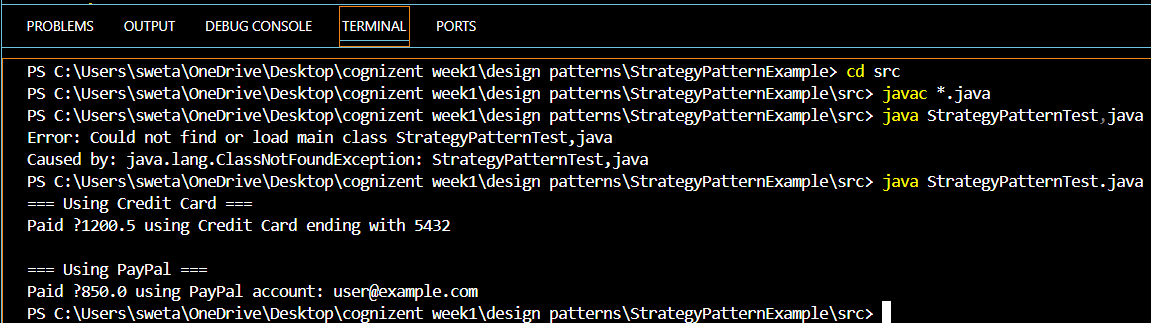 PROBLEMS OUTPUT DEBUG CONSOLE TERMINAL PORTS
PS C:\Users\sweta\OneDrive\Desktop\cognizent week1\design patterns\StrategyPatternExample> cd src
PS C:\Users\sweta\OneDrive\Desktop\cognizent week1\design patterns\StrategyPatternExample\src> javac *.java
PS C:\Users\sweta\OneDrive\Desktop\cognizent week1\design patterns\StrategyPatternExample\src> java StrategyPatternTest,java
Error: Could not find or load main class StrategyPatternTest,java
Caused by: java.lang.ClassNotFoundException: StrategyPatternTest,java
PS C:\Users\sweta\OneDrive\Desktop\cognizent week1\design patterns\StrategyPatternExample\src> java StrategyPatternTest.java
=== Using Credit Card ===
Paid ?1200.5 using Credit Card ending with 5432
=== Using PayPal ===
Paid ?850.0 using PayPal account: user@example.com
PS C:\Users\sweta\OneDrive\Desktop\cognizent week1\design patterns\StrategyPatternExample\src>